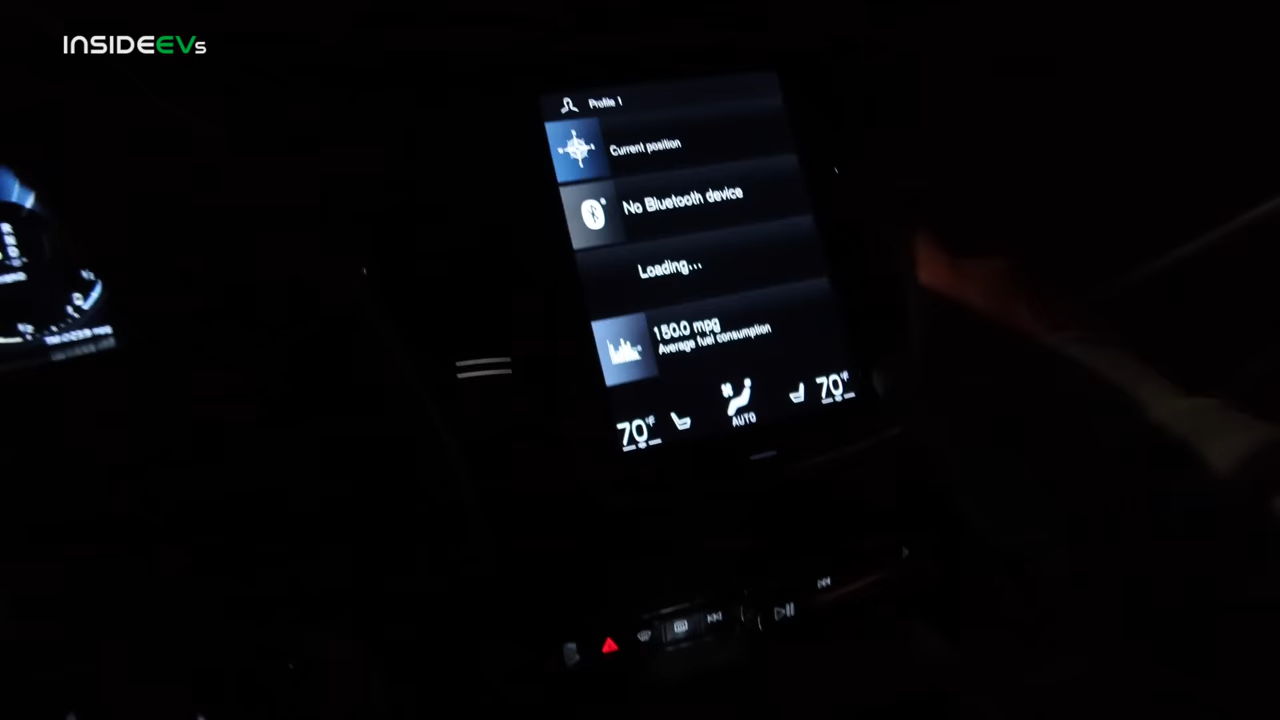 INSIDEEVs
Profile 1
Current position
No Bluetooth device
Loading...
150.0 mpg
Average fuel consumption
70°F
AUTO
70°F